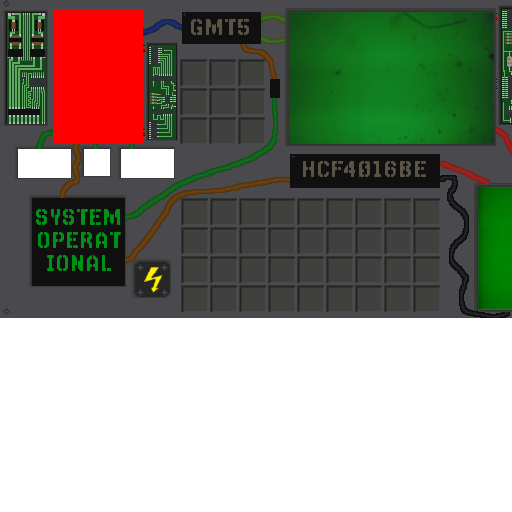 GMT5
HCF4016BE
SYSTEM
OPERAT
IONAL